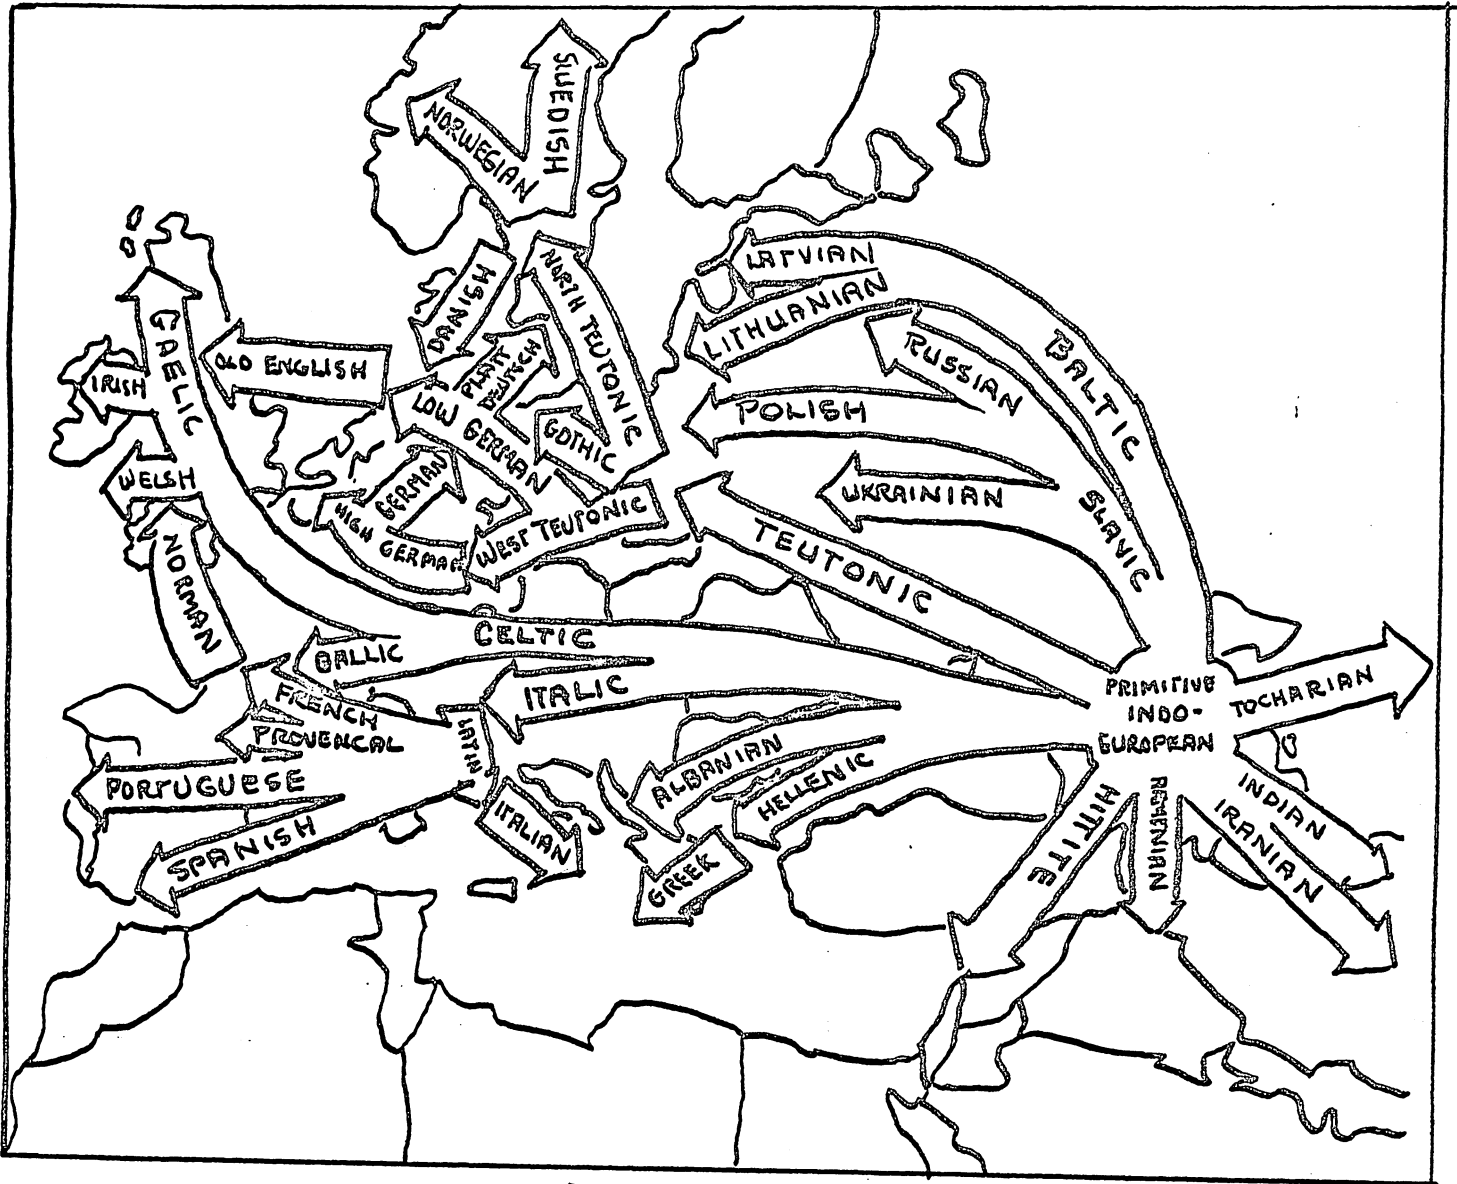 SWEDISH
NORWEGIAN
DANISH
NORTH TEUTONIC
LATVIAN
LITHUANIAN
BALTIC
RUSSIAN
POLISH
UKRAINIAN
SLAVIC
GAELIC
IRISH
OLD ENGLISH
WELSH
PLATT
DEUTSCH
LOW GERMAN
GOTHIC
GERMAN
HIGH GERMAN
WEST TEUTONIC
TEUTONIC
NORMAN
CELTIC
GALLIC
ITALIC
FRENCH
PROVENCAL
LATIN
PORTUGUESE
SPANISH
ITALIAN
ALBANIAN
HELLENIC
GREEK
PRIMITIVE
INDO-
EUROPEAN
TOCHARIAN
HITTITE
INDIAN
IRANIAN